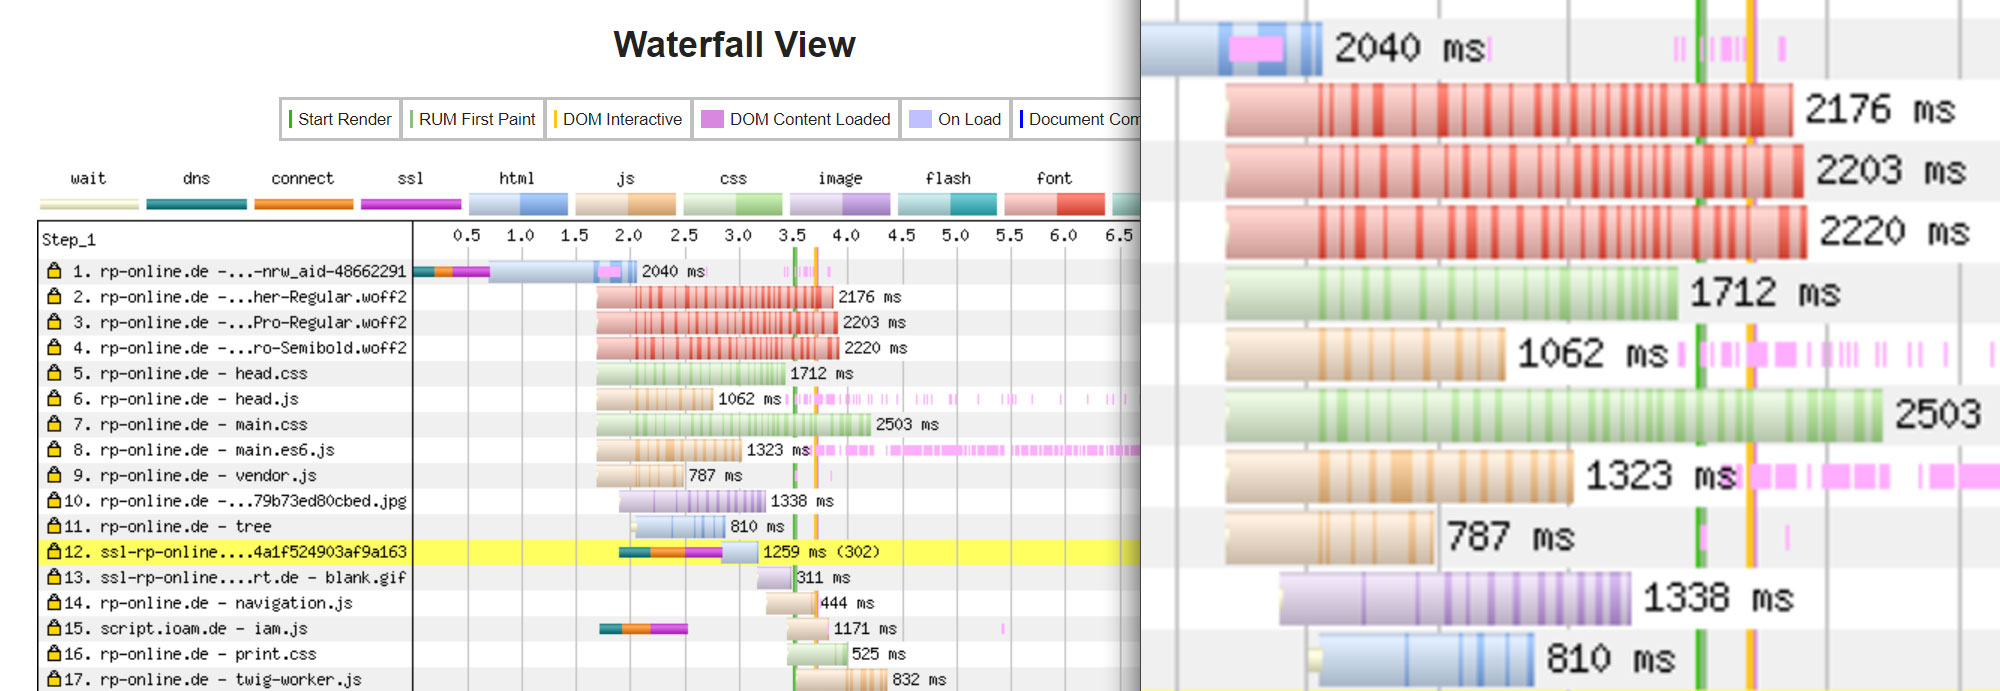 Waterfall View
Start Render RUM First Paint DOM Interactive DOM Content Loaded On Load Document Com
wait dns connect ssl html js css image flash font
Step_1 0.5 1.0 1.5 2.0 2.5 3.0 3.5 4.0 4.5 5.0 5.5 6.0 6.5
1. rp-online.de -...-nrw_aid-48662291 2040 ms
2. rp-online.de -...her-Regular.woff2 2176 ms
3. rp-online.de -...Pro-Regular.woff2 2203 ms
4. rp-online.de -...ro-Semibold.woff2 2220 ms
5. rp-online.de - head.css 1712 ms
6. rp-online.de - head.js 1062 ms
7. rp-online.de - main.css 2503 ms
8. rp-online.de - main.es6.js 1323 ms
9. rp-online.de - vendor.js 787 ms
10. rp-online.de -...79b73ed80cbed.jpg 1338 ms
11. rp-online.de - tree 810 ms
12. ssl-rp-online....4a1f524903af9a163 1259 ms (302)
13. ssl-rp-online....rt.de - blank.gif 311 ms
14. rp-online.de - navigation.js 444 ms
15. script.ioam.de - iam.js 1171 ms
16. rp-online.de - print.css 525 ms
17. rp-online.de - twig-worker.js 832 ms
2040 ms
2176 ms
2203 ms
2220 ms
1712 ms
1062 ms
2503
1323 ms
787 ms
1338 ms
810 ms